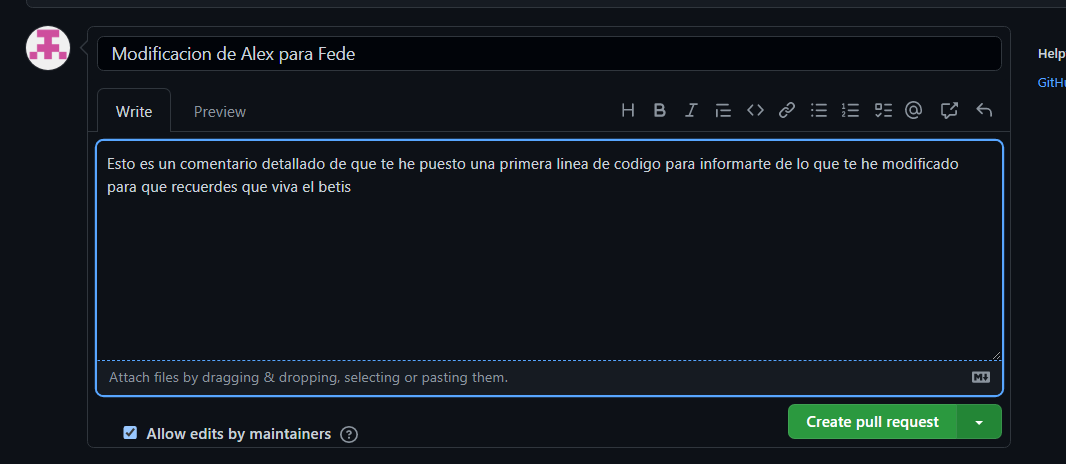 Modificacion de Alex para Fede
Help
GitHu
Write
Preview
H B I <> @
Esto es un comentario detallado de que te he puesto una primera linea de codigo para informarte de lo que te he modificado
para que recuerdes que viva el betis
Attach files by dragging & dropping, selecting or pasting them.
Create pull request
Allow edits by maintainers ?